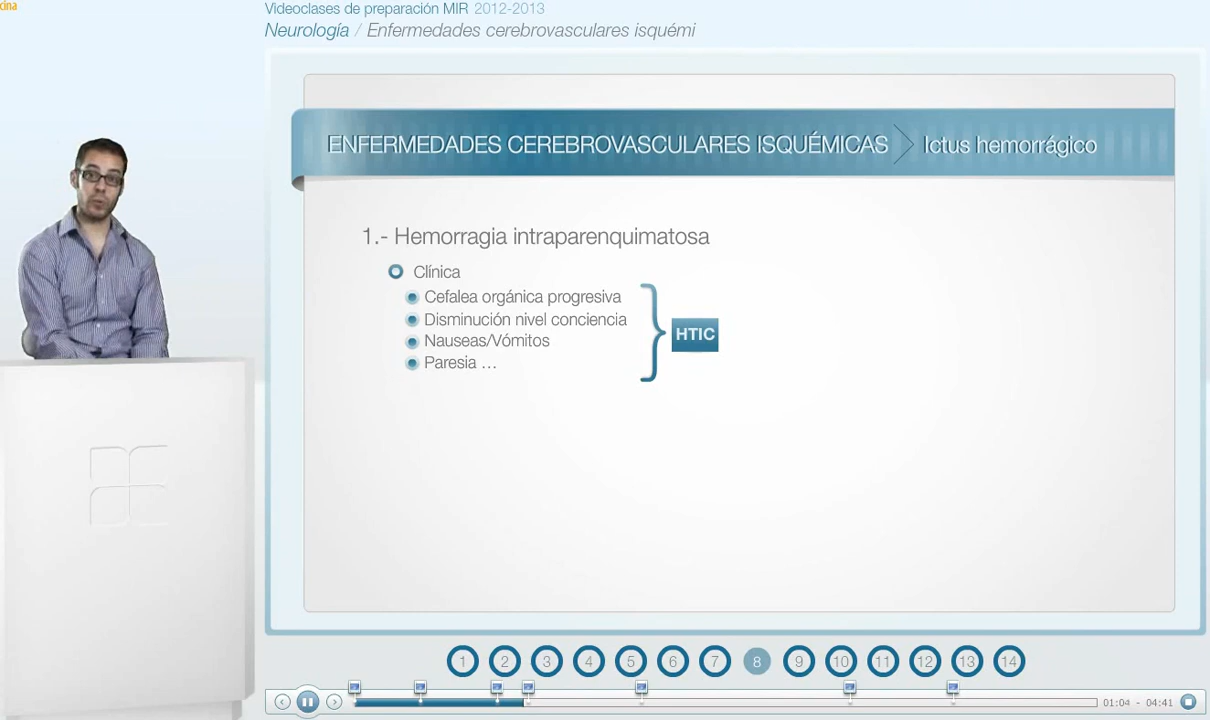 cina
Videoclases de preparación MIR 2012-2013
Neurología / Enfermedades cerebrovasculares isquémi
ENFERMEDADES CEREBROVASCULARES ISQUÉMICAS Ictus hemorrágico
1.- Hemorragia intraparenquimatosa
Clínica
Cefalea orgánica progresiva
Disminución nivel conciencia
Nauseas/Vómitos
Paresia ...
HTIC
1 2 3 4 5 6 7 8 9 10 11 12 13 14
01:04 - 04:41